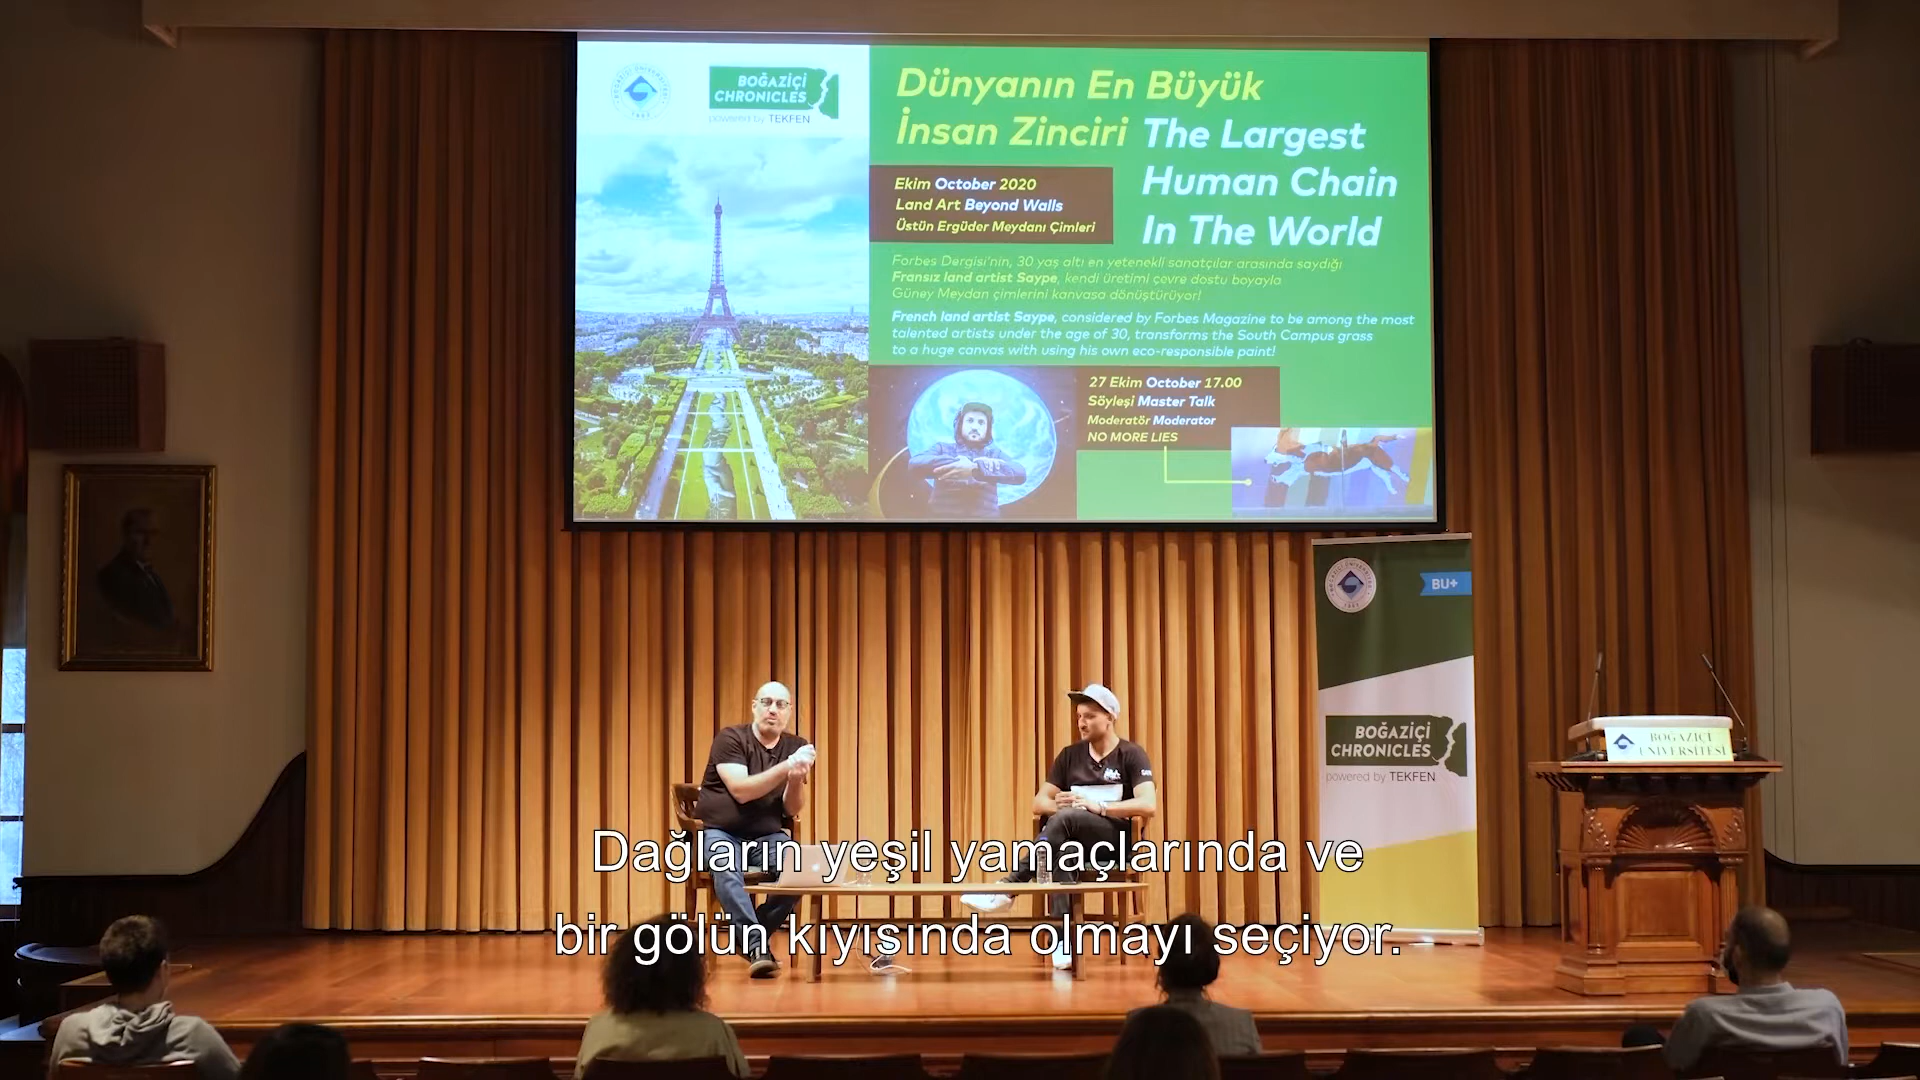 BOĞAZİÇİ
CHRONICLES
powered by TEKFEN
Dünyanın En Büyük
İnsan Zinciri The Largest
Human Chain
In The World
Ekim October 2020
Land Art Beyond Walls
Üstün Ergüder Meydanı Çimleri
Forbes Dergisi'nin, 30 yaş altı en yetenekli sanatçılar arasında saydığı
Fransız land artist Saype, kendi üretimi çevre dostu boyayla
Güney Meydan çimlerini kanvasa dönüştürüyor!
French land artist Saype, considered by Forbes Magazine to be among the most
talented artists under the age of 30, transforms the South Campus grass
to a huge canvas with using his own eco-responsible paint!
27 Ekim October 17.00
Söyleşi Master Talk
Moderatör Moderator
NO MORE LIES
BU+
BOĞAZİÇİ
CHRONICLES
powered by TEKFEN
BOĞAZİÇİ
ÜNİVERSİTESİ
Dağların yeşil yamaçlarında ve
bir gölün kıyısında olmayı seçiyor.